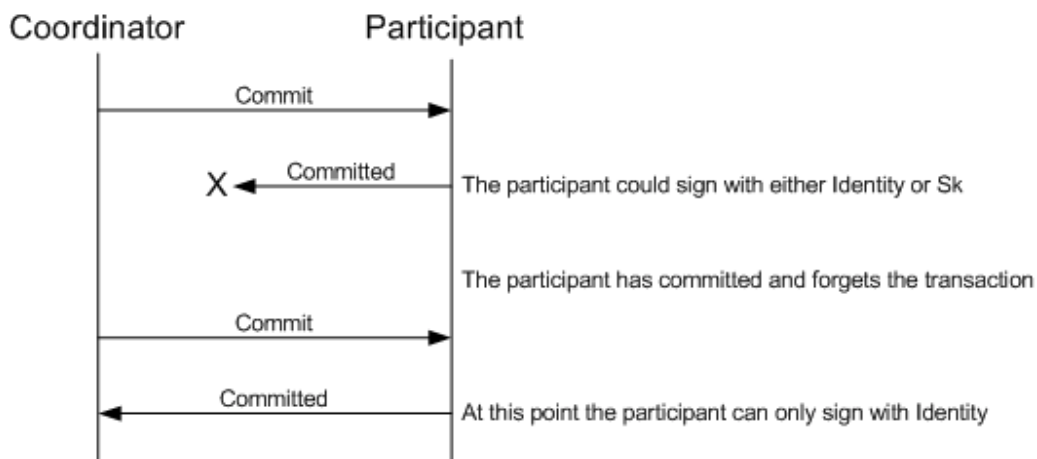 Coordinator Participant
Commit
X Committed The participant could sign with either Identity or Sk
The participant has committed and forgets the transaction
Commit
Committed At this point the participant can only sign with Identity